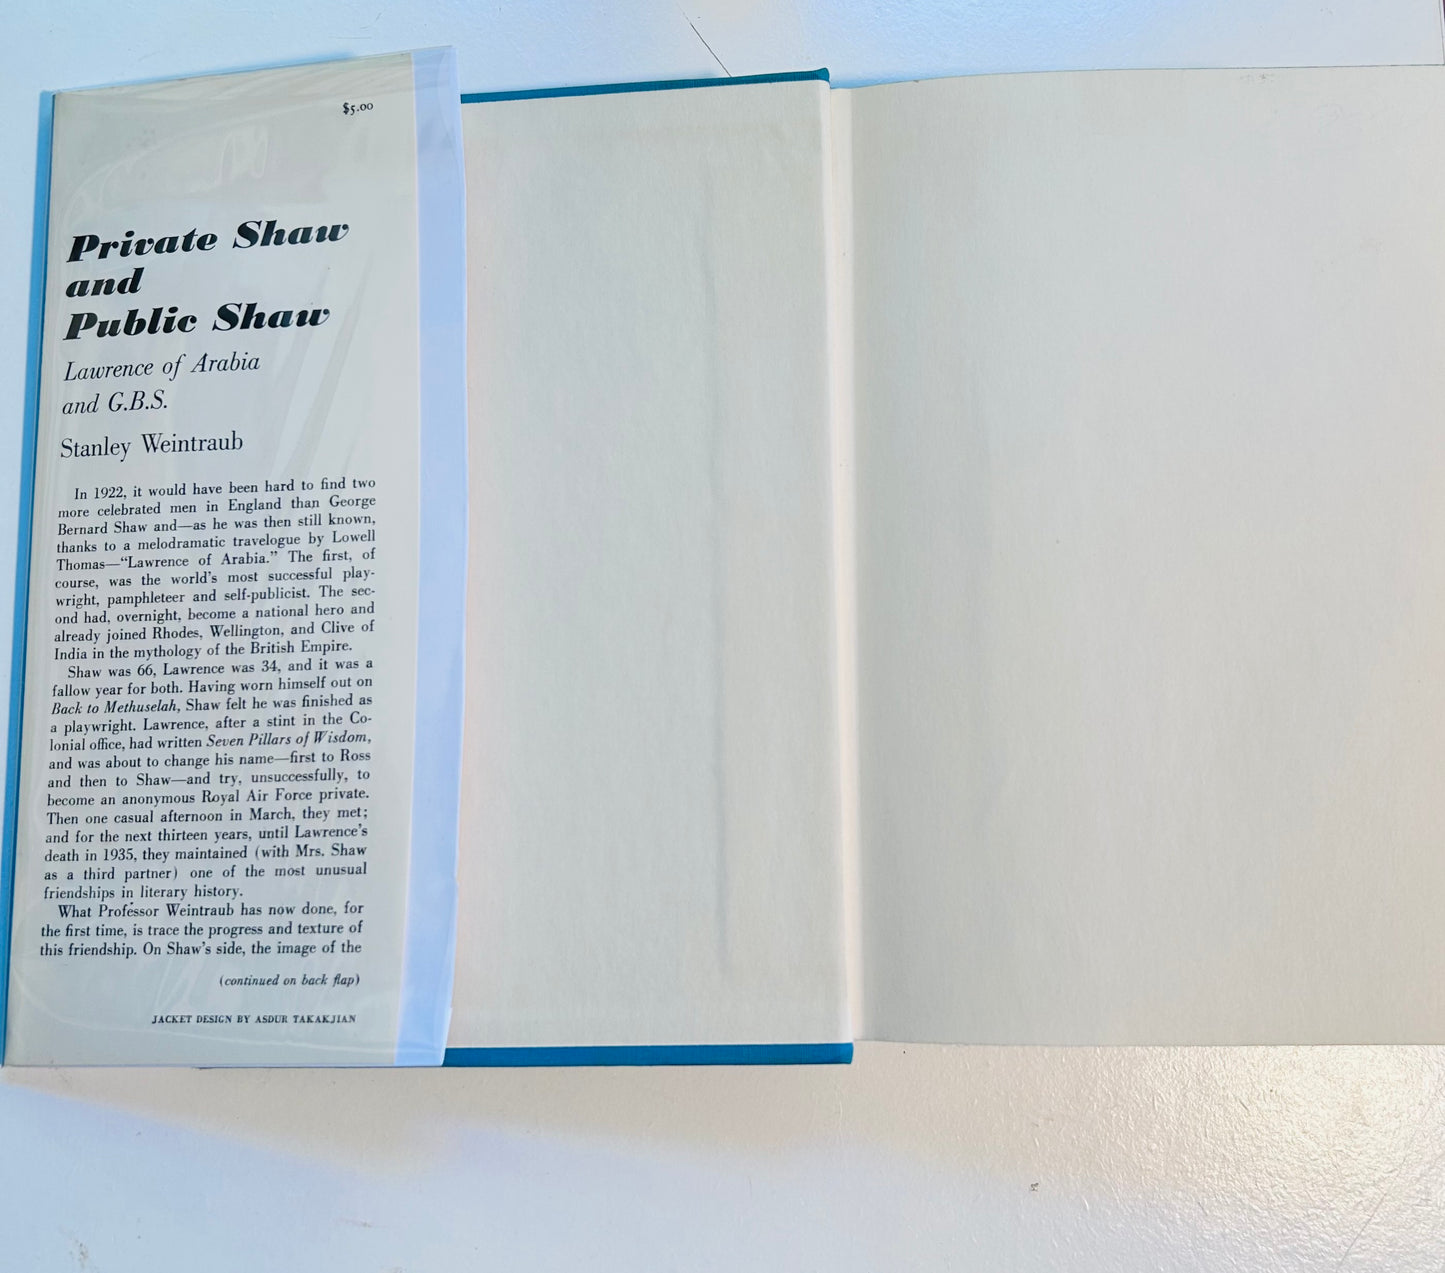 $5.00
Private Shaw
and
Public Shaw
Lawrence of Arabia
and G.B.S.
Stanley Weintraub
In 1922, it would have been hard to find two
more celebrated men in England than George
Bernard Shaw and—as he was then still known,
thanks to a melodramatic travelogue by Lowell
Thomas—“Lawrence of Arabia.” The first, of
course, was the world’s most successful play-
wright, pamphleteer and self-publicist. The sec-
ond had, overnight, become a national hero and
already joined Rhodes, Wellington, and Clive of
India in the mythology of the British Empire.
Shaw was 66, Lawrence was 34, and it was a
fallow year for both. Having worn himself out on
Back to Methuselah, Shaw felt he was finished as
a playwright. Lawrence, after a stint in the Co-
lonial office, had written Seven Pillars of Wisdom,
and was about to change his name—first to Ross
and then to Shaw—and try, unsuccessfully, to
become an anonymous Royal Air Force private.
Then one casual afternoon in March, they met;
and for the next thirteen years, until Lawrence’s
death in 1935, they maintained (with Mrs. Shaw
as a third partner) one of the most unusual
friendships in literary history.
What Professor Weintraub has now done, for
the first time, is trace the progress and texture of
this friendship. On Shaw’s side, the image of the
(continued on back flap)
JACKET DESIGN BY ASDUR TAKAKJIAN